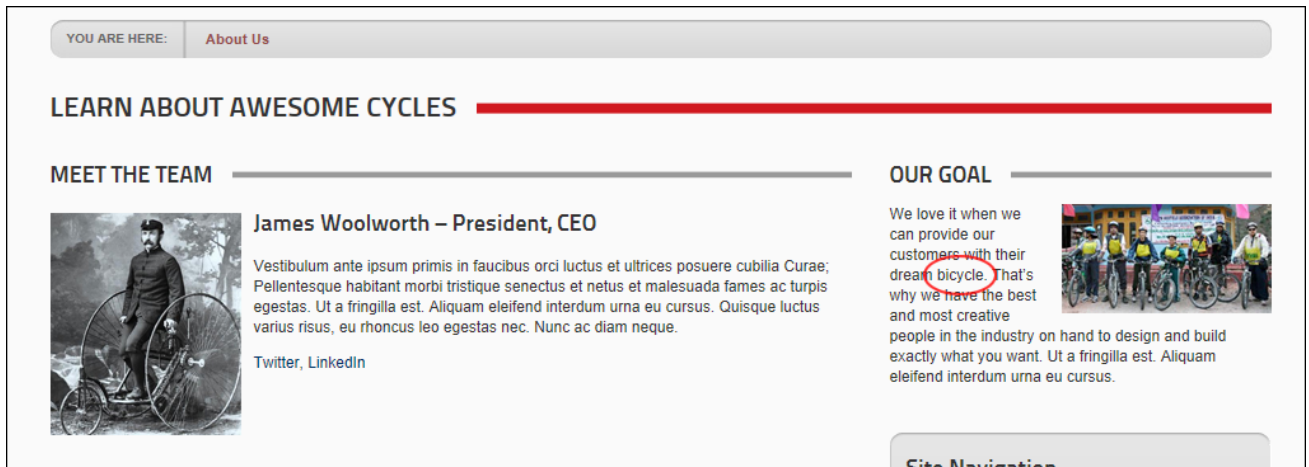 YOU ARE HERE: About Us
LEARN ABOUT AWESOME CYCLES
MEET THE TEAM
James Woolworth – President, CEO
Vestibulum ante ipsum primis in faucibus orci luctus et ultrices posuere cubilia Curae;
Pellentesque habitant morbi tristique senectus et netus et malesuada fames ac turpis
egestas. Ut a fringilla est. Aliquam eleifend interdum urna eu cursus. Quisque luctus
varius risus, eu rhoncus leo egestas nec. Nunc ac diam neque.
Twitter, LinkedIn
OUR GOAL
We love it when we
can provide our
customers with their
dream bicycle. That's
why we have the best
and most creative
people in the industry on hand to design and build
exactly what you want. Ut a fringilla est. Aliquam
eleifend interdum urna eu cursus.
Site Navigation